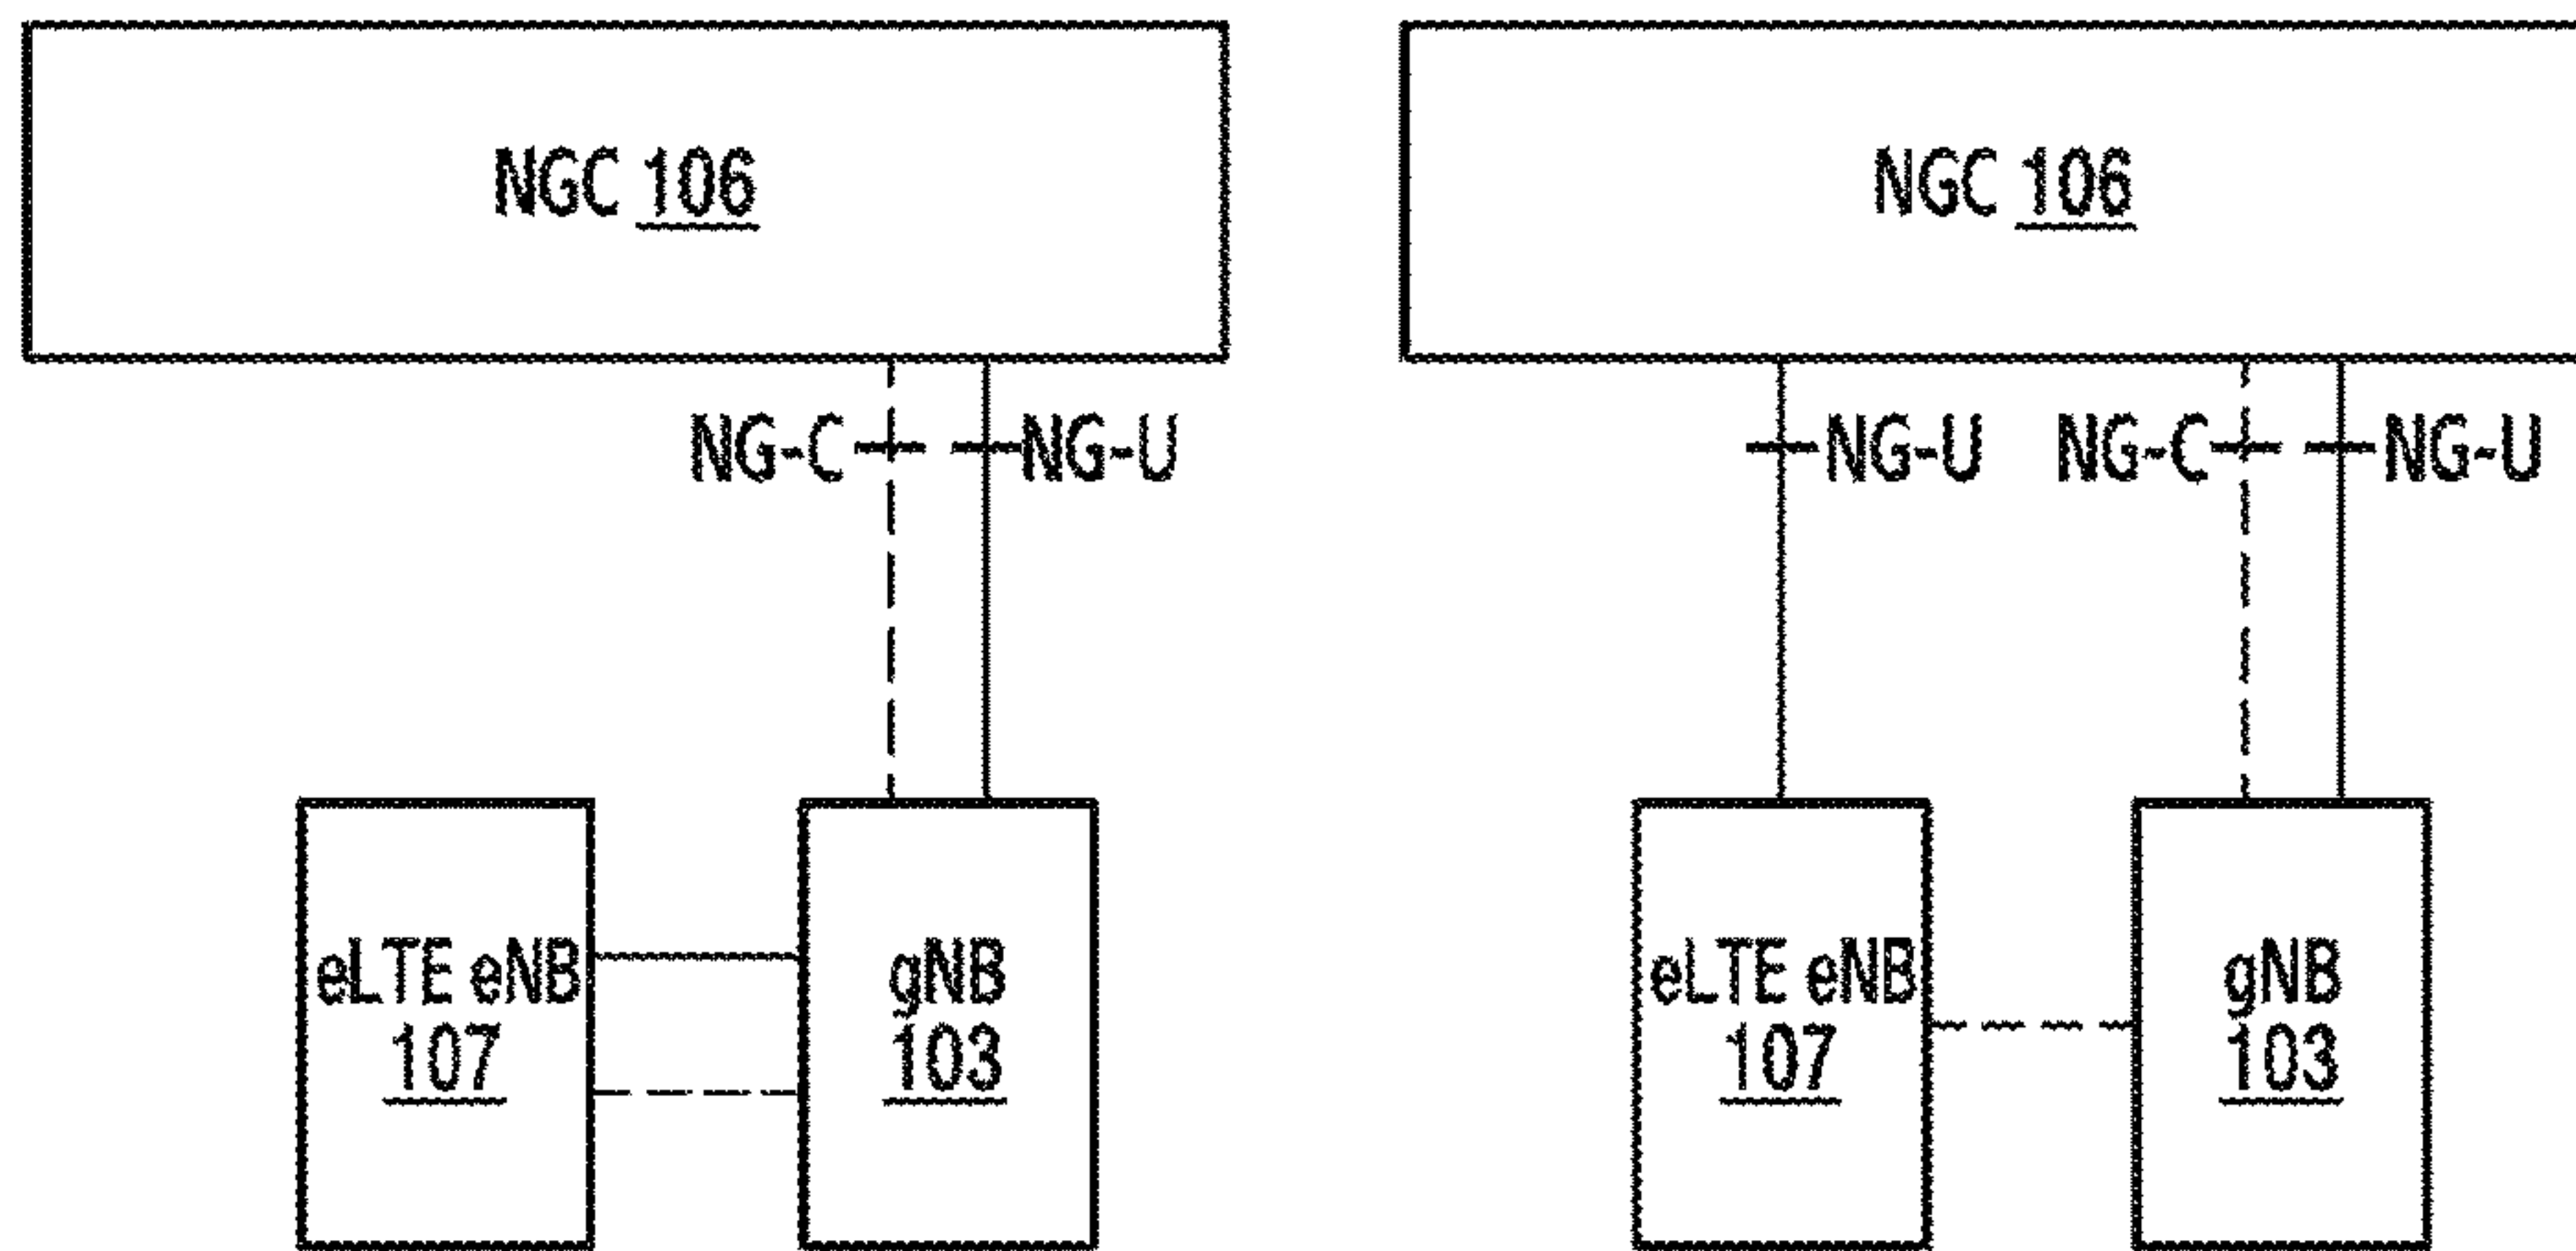 NGC 106
NG-C NG-U
eLTE eNB
107
gNB
103
NGC 106
NG-U NG-C NG-U
eLTE eNB
107
gNB
103